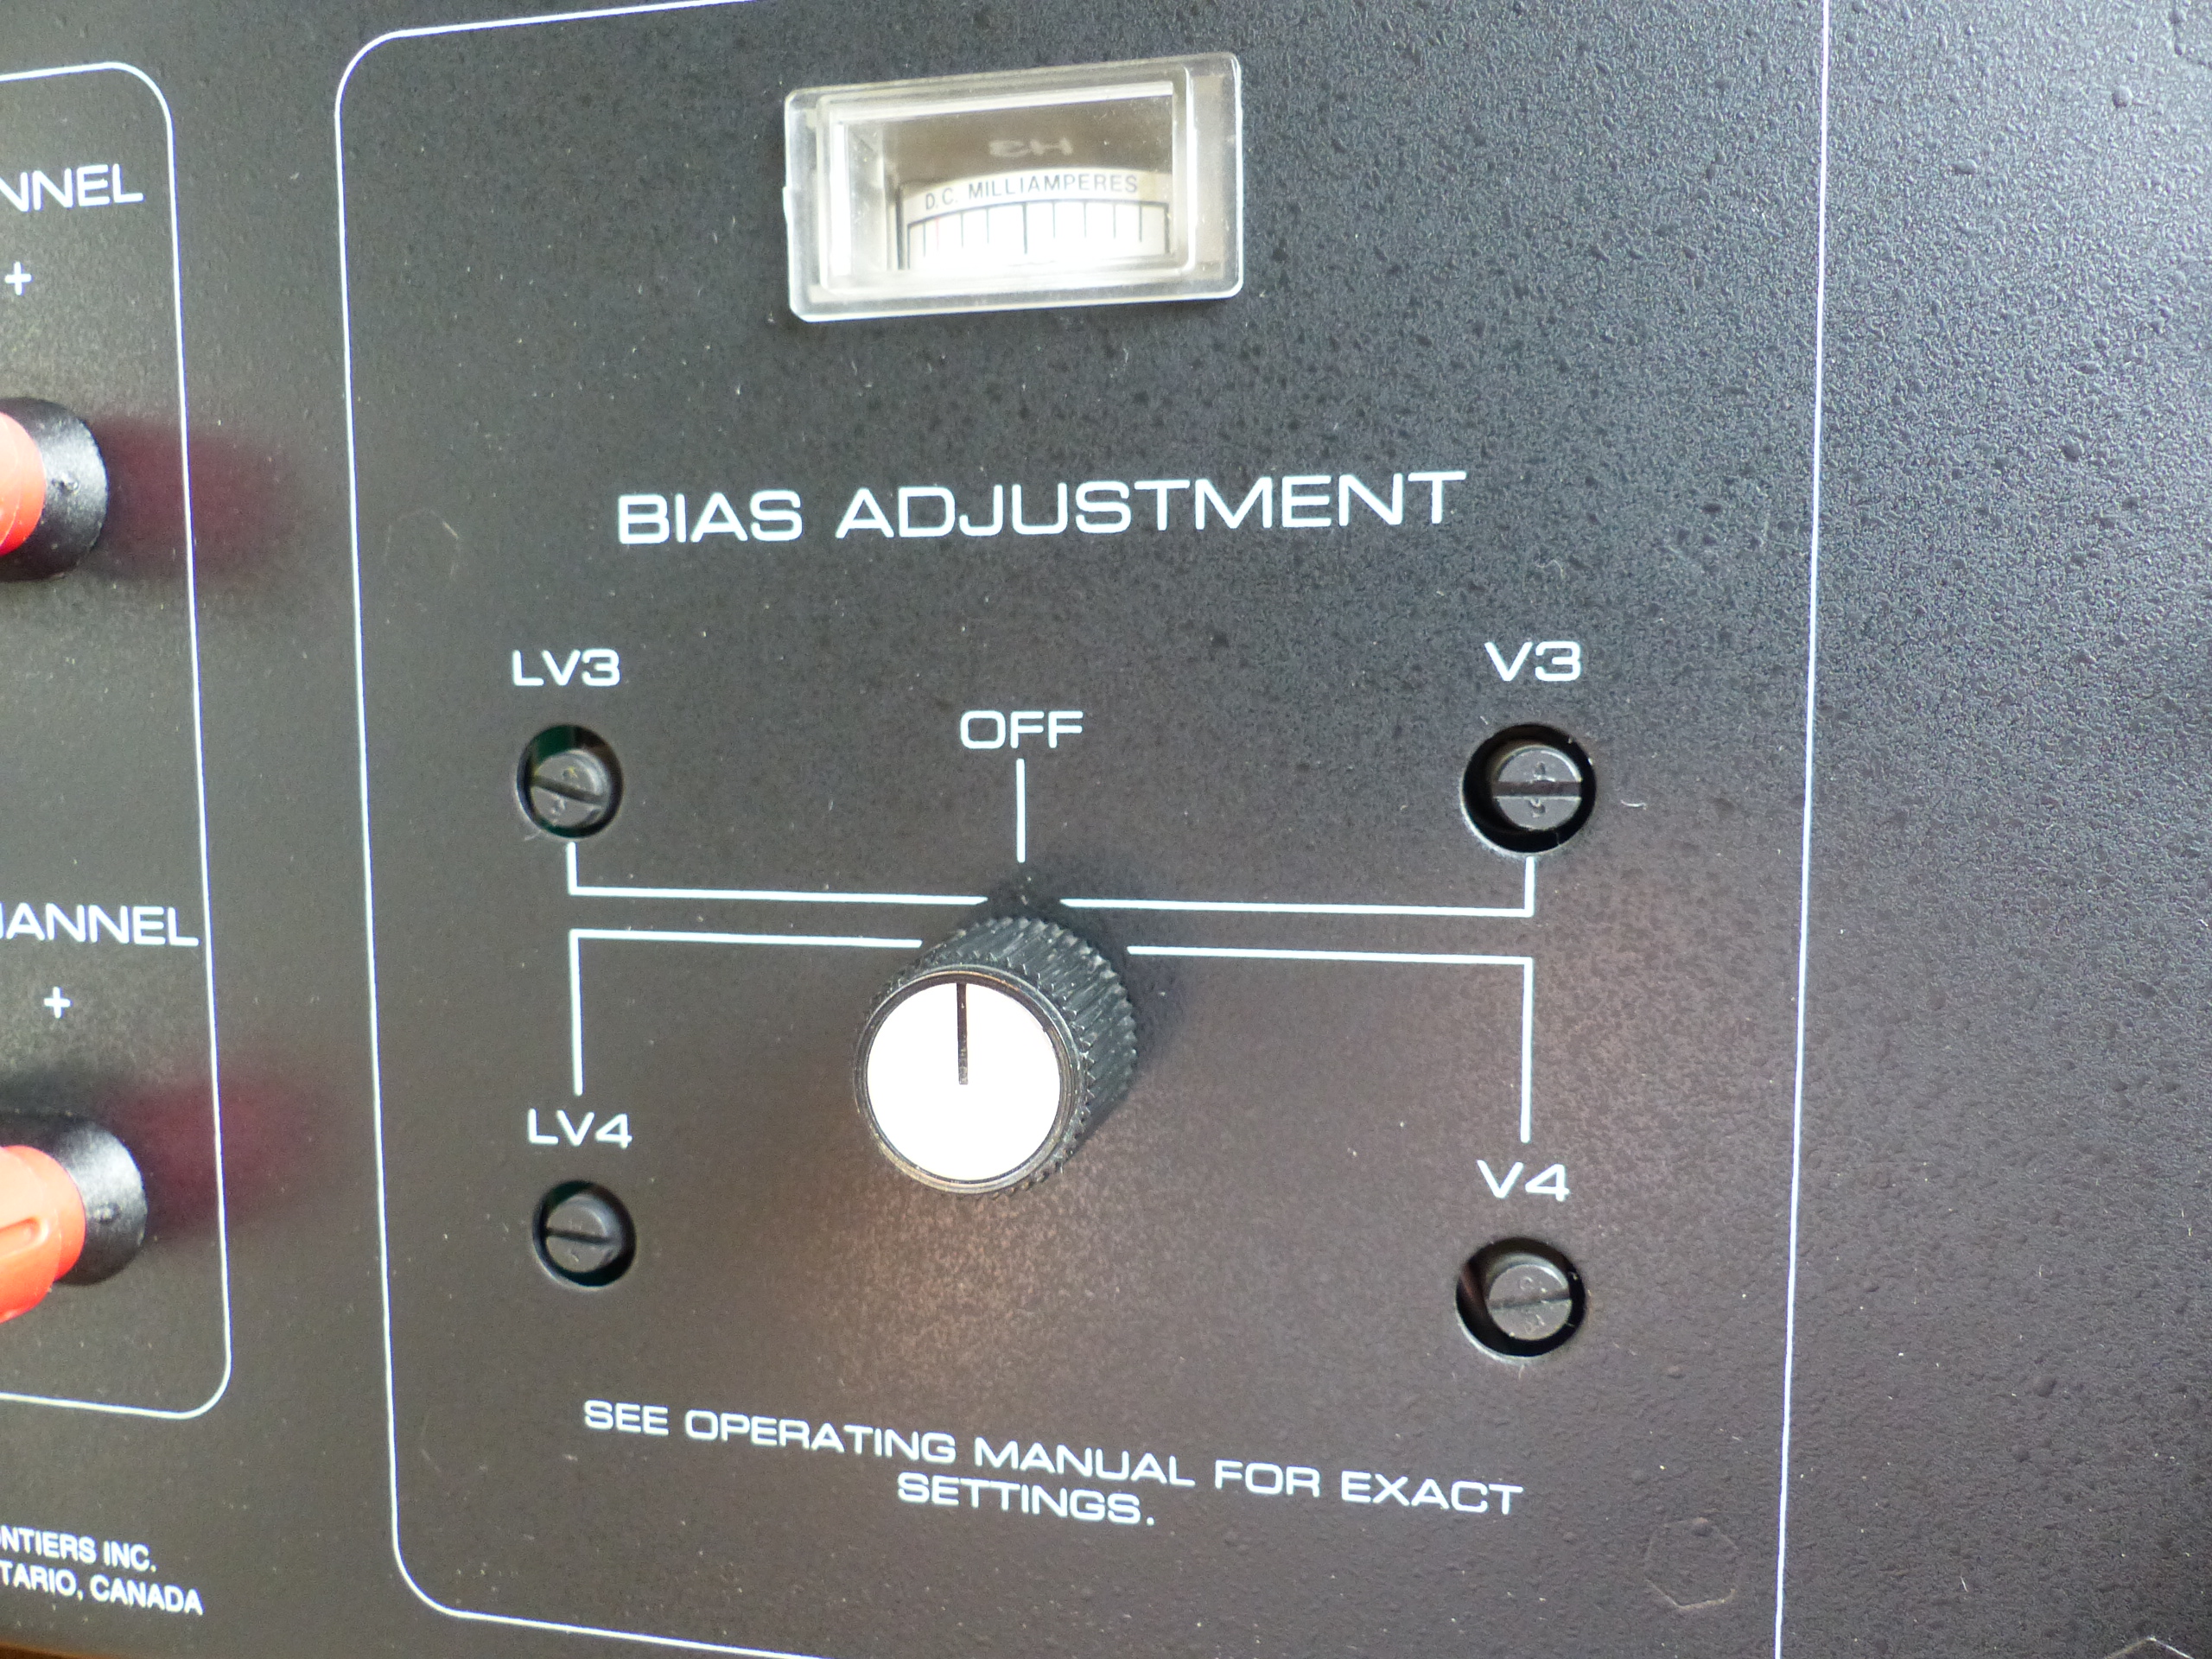 NNEL
+
D.C. MILLIAMPERES
BIAS ADJUSTMENT
LV3
V3
OFF
HANNEL
+
LV4
V4
SEE OPERATING MANUAL FOR EXACT
SETTINGS.
NTIERS INC.
TARIO, CANADA